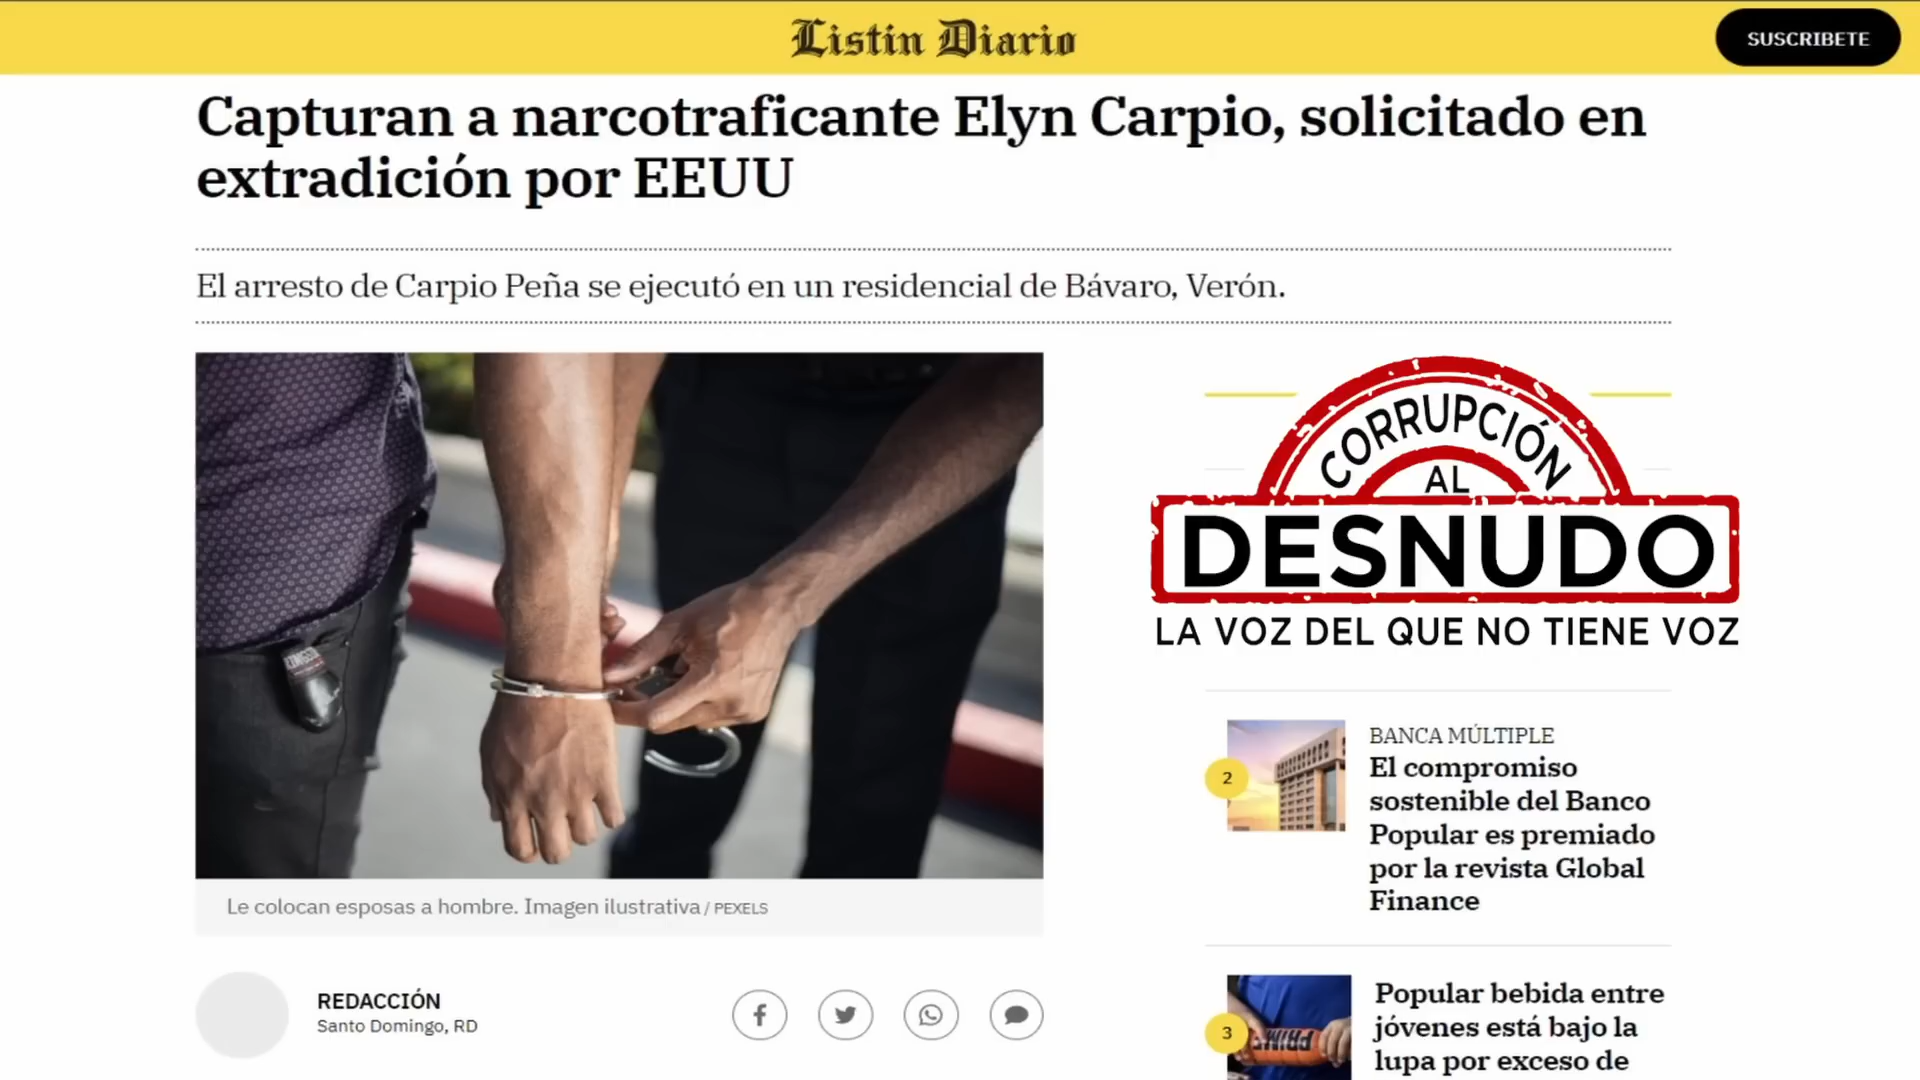 Listín Diario
SUSCRIBETE
Capturan a narcotraficante Elyn Carpio, solicitado en
extradición por EEUU
El arresto de Carpio Peña se ejecutó en un residencial de Bávaro, Verón.
CORRUPCIÓN
AL
DESNUDO
LA VOZ DEL QUE NO TIENE VOZ
Le colocan esposas a hombre. Imagen ilustrativa / PEXELS
REDACCIÓN
Santo Domingo, RD
2
BANCA MÚLTIPLE
El compromiso
sostenible del Banco
Popular es premiado
por la revista Global
Finance
3
PRIME
Popular bebida entre
jóvenes está bajo la
lupa por exceso de